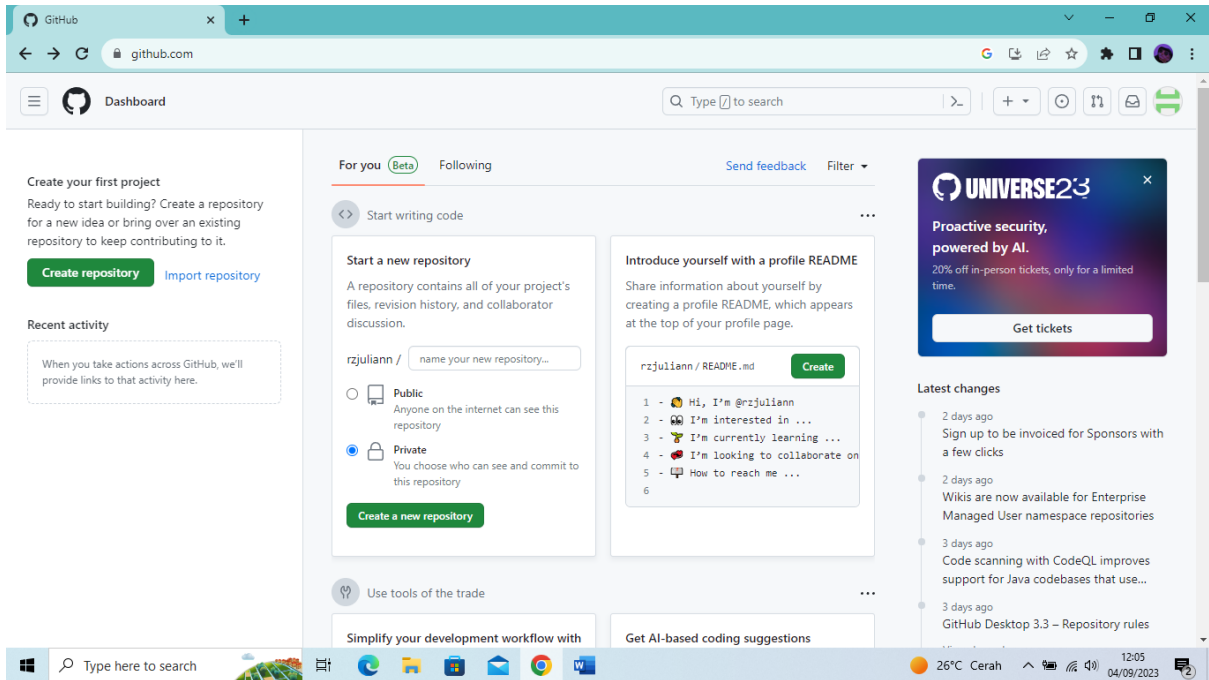 GitHub
github.com
Dashboard
Type / to search
Create your first project
Ready to start building? Create a repository
for a new idea or bring over an existing
repository to keep contributing to it.
Create repository
Import repository
Recent activity
When you take actions across GitHub, we'll
provide links to that activity here.
For you Beta Following
Send feedback Filter
Start writing code
Start a new repository
A repository contains all of your project's
files, revision history, and collaborator
discussion.
rzjuliann / name your new repository...
Public
Anyone on the internet can see this
repository
Private
You choose who can see and commit to
this repository
Create a new repository
Introduce yourself with a profile README
Share information about yourself by
creating a profile README, which appears
at the top of your profile page.
rzjuliann / README.md Create
1 - Hi, I'm @rzjuliann
2 - I'm interested in ...
3 - I'm currently learning ...
4 - I'm looking to collaborate on
5 - How to reach me ...
6
Use tools of the trade
Simplify your development workflow with
Get AI-based coding suggestions
UNIVERSE23
Proactive security,
powered by AI.
20% off in-person tickets, only for a limited
time.
Get tickets
Latest changes
2 days ago
Sign up to be invoiced for Sponsors with
a few clicks
2 days ago
Wikis are now available for Enterprise
Managed User namespace repositories
3 days ago
Code scanning with CodeQL improves
support for Java codebases that use...
3 days ago
GitHub Desktop 3.3 – Repository rules
Type here to search
26°C Cerah
12:05
04/09/2023
2